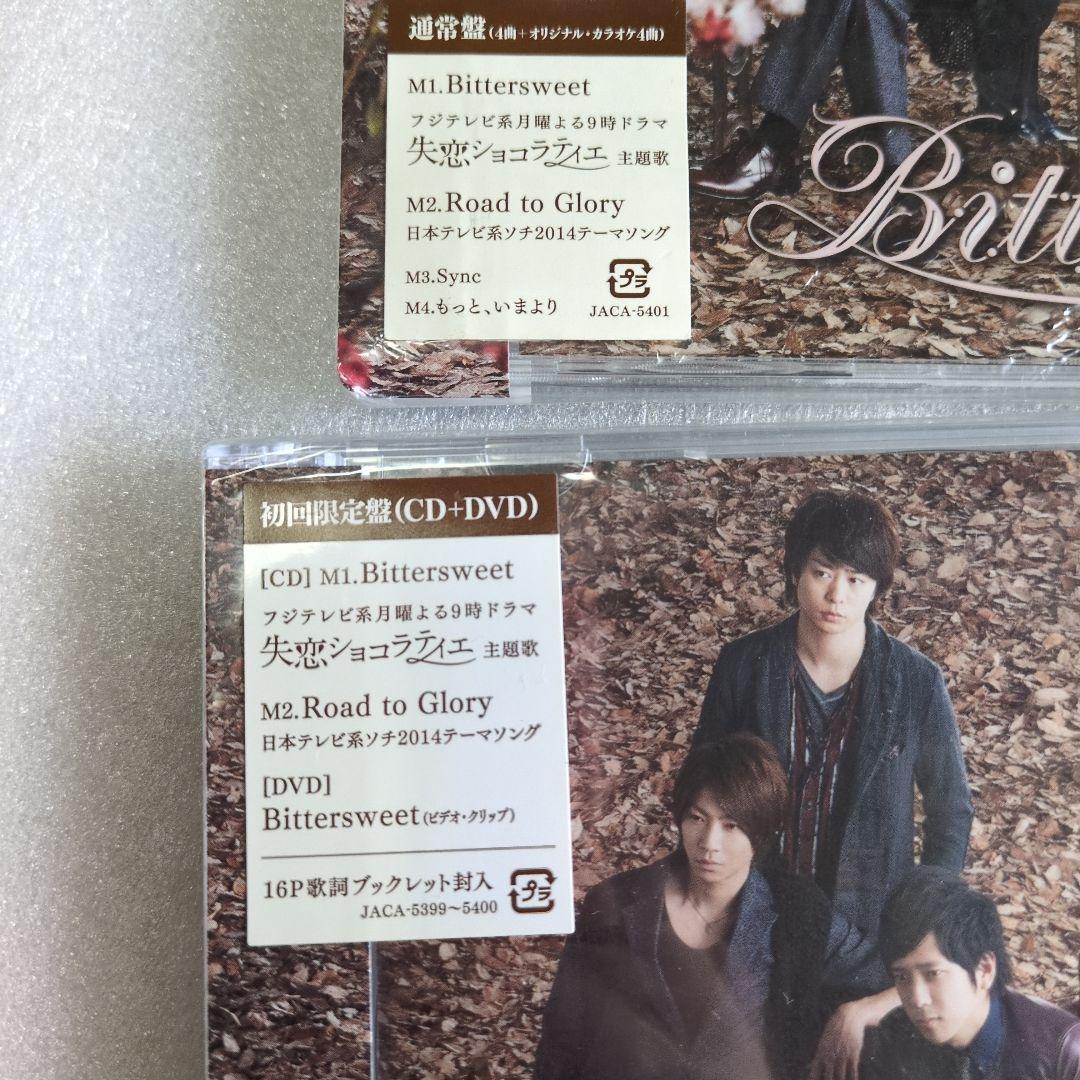 通常盤(4曲+オリジナル・カラオケ4曲)
M1.Bittersweet
フジテレビ系月曜よる9時ドラマ
失恋ショコラティエ 主題歌
M2.Road to Glory
日本テレビ系ソチ2014テーマソング
M3.Sync
プラ
M4.もっと、いまより
JACA-5401
Bitt
初回限定盤(CD+DVD)
[CD] M1.Bittersweet
フジテレビ系月曜よる9時ドラマ
失恋ショコラティエ 主題歌
M2.Road to Glory
日本テレビ系ソチ2014テーマソング
[DVD]
Bittersweet(ビデオ・クリップ)
16P歌詞ブックレット封入
プラ
JACA-5399〜5400